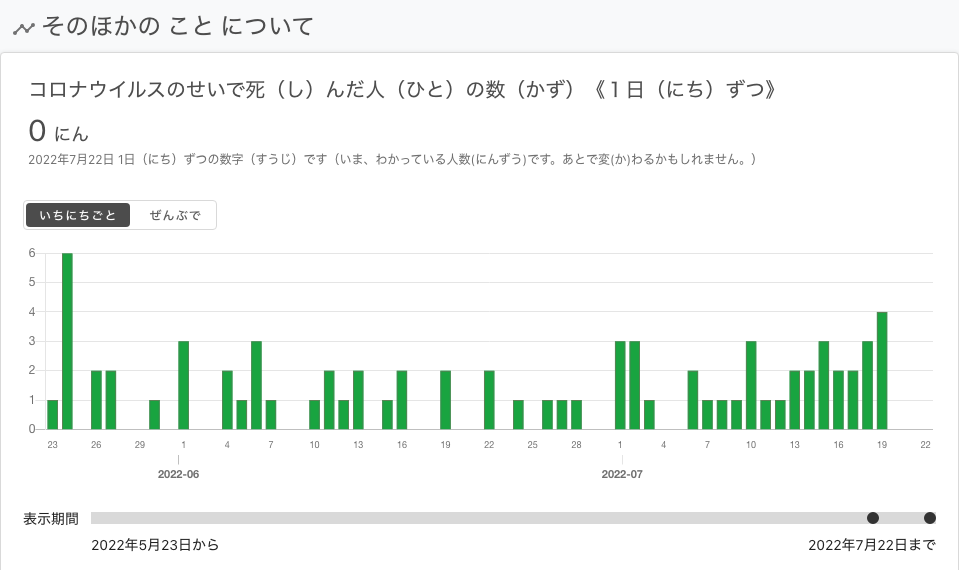 そのほかの こと について
コロナウイルスのせいで死（し）んだ人（ひと）の数（かず）《１日（にち）ずつ》
0 にん
2022年7月22日 1日（にち）ずつの数字（すうじ）です（いま、わかっている人数(にんずう)です。あとで変(か)わるかもしれません。）
いちにちごと ぜんぶで
6
5
4
3
2
1
0
23 26 29 1 4 7 10 13 16 19 22 25 28 1 4 7 10 13 16 19 22
2022-06 2022-07
表示期間
2022年5月23日から 2022年7月22日まで